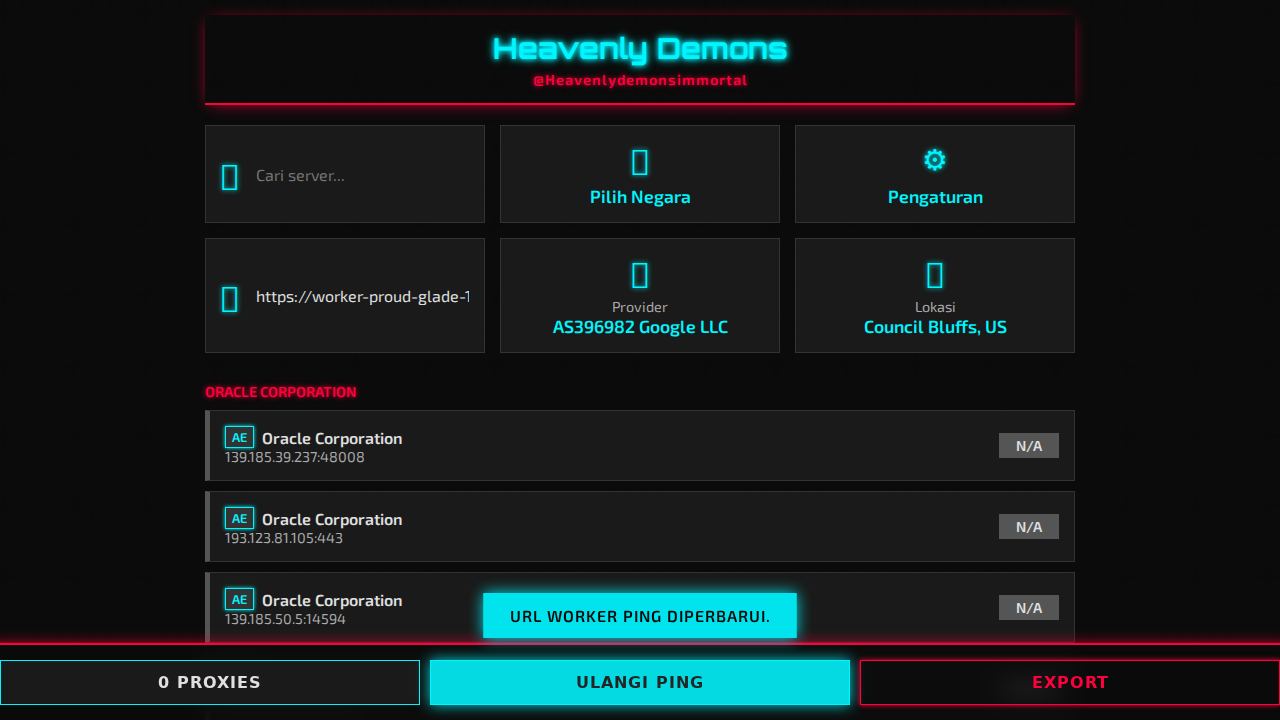 Heavenly Demons
@Heavenlydemonsimmortal
Cari server...
Pilih Negara
Pengaturan
https://worker-proud-glade-1
Provider
AS396982 Google LLC
Lokasi
Council Bluffs, US
ORACLE CORPORATION
AE Oracle Corporation
139.185.39.237:48008
N/A
AE Oracle Corporation
193.123.81.105:443
N/A
AE Oracle Corporation
139.185.50.5:14594
N/A
URL WORKER PING DIPERBARUI.
0 PROXIES
ULANGI PING
EXPORT